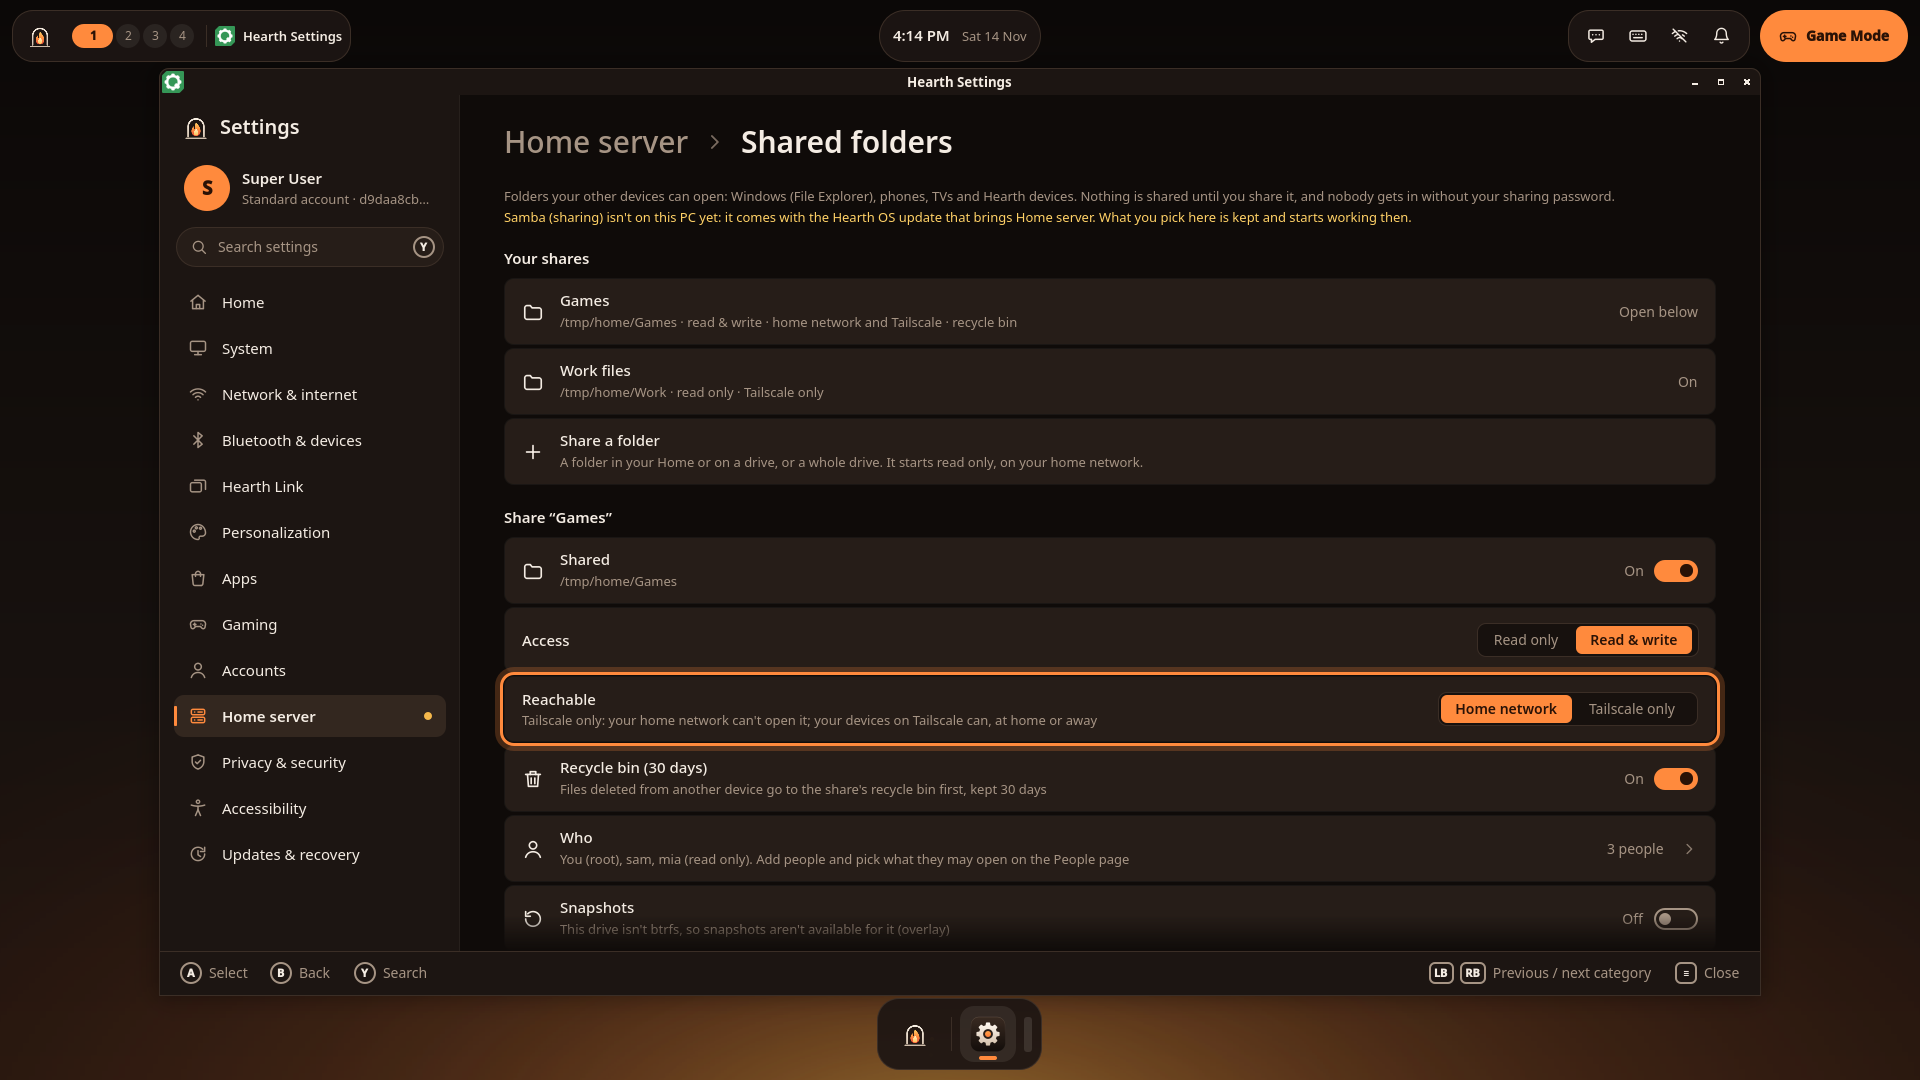 1 2 3 4 Hearth Settings
4:14 PM Sat 14 Nov
Game Mode
Hearth Settings
Settings
S
Super User
Standard account · d9daa8cb...
Search settings Y
Home
System
Network & internet
Bluetooth & devices
Hearth Link
Personalization
Apps
Gaming
Accounts
Home server
Privacy & security
Accessibility
Updates & recovery
Home server > Shared folders
Folders your other devices can open: Windows (File Explorer), phones, TVs and Hearth devices. Nothing is shared until you share it, and nobody gets in without your sharing password.
Samba (sharing) isn't on this PC yet: it comes with the Hearth OS update that brings Home server. What you pick here is kept and starts working then.
Your shares
Games
/tmp/home/Games · read & write · home network and Tailscale · recycle bin
Open below
Work files
/tmp/home/Work · read only · Tailscale only
On
Share a folder
A folder in your Home or on a drive, or a whole drive. It starts read only, on your home network.
Share “Games”
Shared
/tmp/home/Games
On
Access
Read only Read & write
Reachable
Tailscale only: your home network can't open it; your devices on Tailscale can, at home or away
Home network Tailscale only
Recycle bin (30 days)
Files deleted from another device go to the share's recycle bin first, kept 30 days
On
Who
You (root), sam, mia (read only). Add people and pick what they may open on the People page
3 people
Snapshots
This drive isn't btrfs, so snapshots aren't available for it (overlay)
Off
A Select B Back Y Search
LB RB Previous / next category ≡ Close